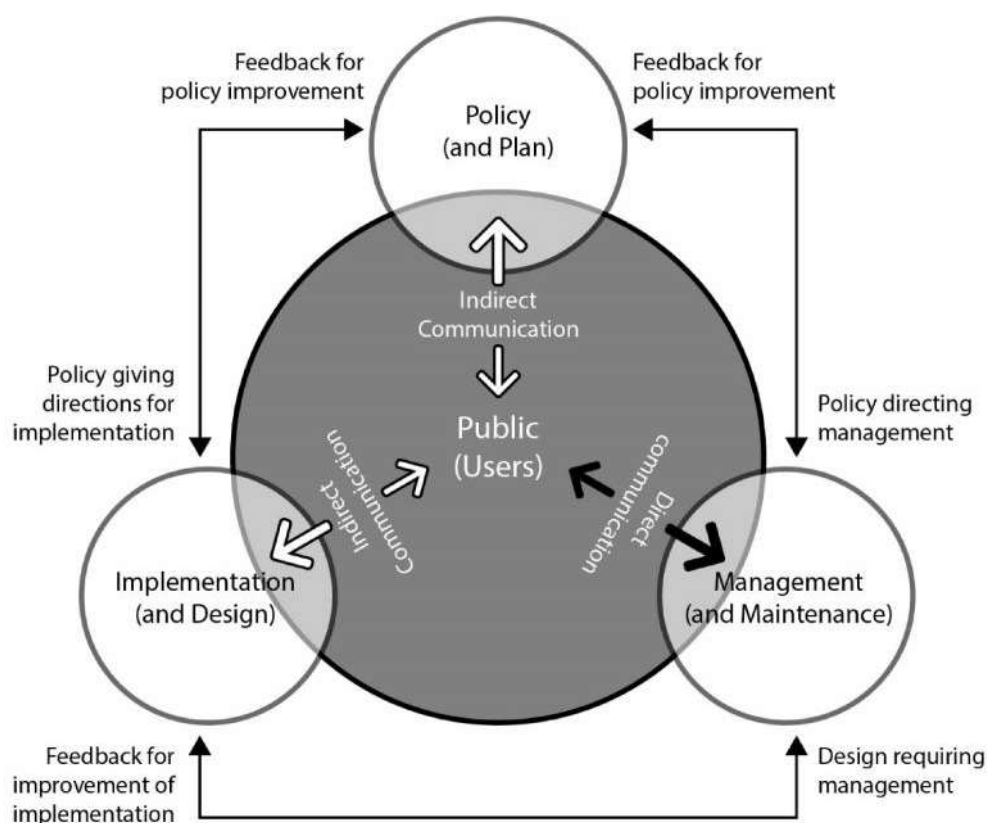 Feedback for
policy improvement
Feedback for
policy improvement
Policy
(and Plan)
Indirect
Communication
Policy giving
directions for
implementation
Policy directing
management
Public
(Users)
Indirect
Communication
Direct
communication
Implementation
(and Design)
Management
(and Maintenance)
Feedback for
improvement of
implementation
Design requiring
management